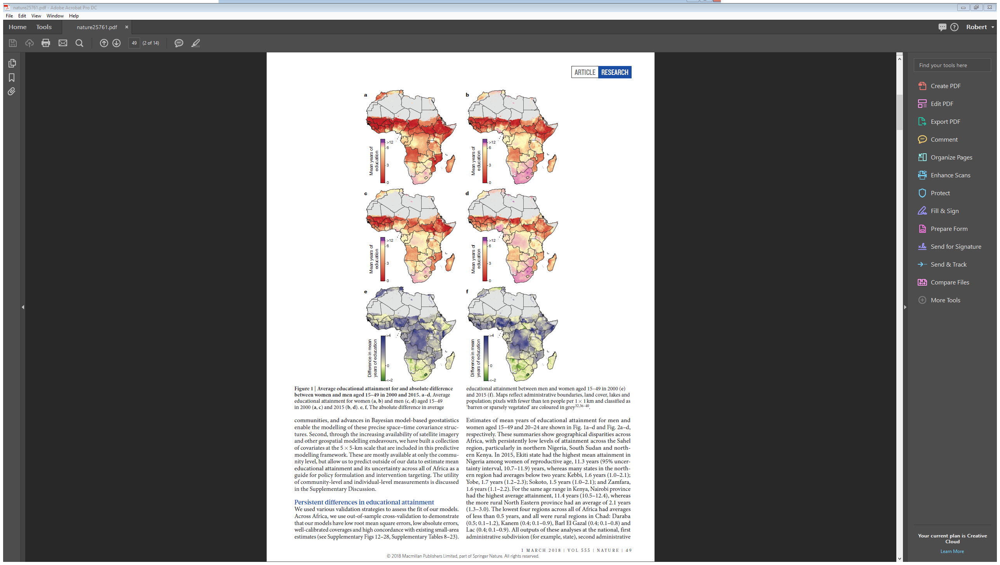 nature25761.pdf - Adobe Acrobat Pro DC
File Edit View Window Help
Home Tools nature25761.pdf × Robert
49 (2 of 14)
ARTICLE RESEARCH
a
b
Mean years of
education
>12
6
3
0
Mean years of
education
>12
6
3
0
c
d
Mean years of
education
>12
6
3
0
Mean years of
education
>12
6
3
0
e
f
Difference in mean
years of education
>4
0
<–2
Difference in mean
years of education
>4
0
<–2
Figure 1 | Average educational attainment for and absolute difference
between women and men aged 15–49 in 2000 and 2015. a–d, Average
educational attainment for women (a, b) and men (c, d) aged 15–49
in 2000 (a, c) and 2015 (b, d). e, f, The absolute difference in average
educational attainment between men and women aged 15–49 in 2000 (e)
and 2015 (f). Maps reflect administrative boundaries, land cover, lakes and
population; pixels with fewer than ten people per 1 × 1 km and classified as
‘barren or sparsely vegetated’ are coloured in grey32,36–40.
communities, and advances in Bayesian model-based geostatistics
enable the modelling of these precise space–time covariance struc-
tures. Second, through the increasing availability of satellite imagery
and other geospatial modelling endeavours, we have built a collection
of covariates at the 5 × 5-km scale that are included in this predictive
modelling framework. These are mostly available at only the commu-
nity level, but allow us to predict outside of our data to estimate mean
educational attainment and its uncertainty across all of Africa as a
guide for policy formulation and intervention targeting. The utility
of community-level and individual-level measurements is discussed
in the Supplementary Discussion.
Persistent differences in educational attainment
We used various validation strategies to assess the fit of our models.
Across Africa, we use out-of-sample cross-validation to demonstrate
that our models have low root mean square errors, low absolute errors,
well-calibrated coverages and high concordance with existing small-area
estimates (see Supplementary Figs 12–28, Supplementary Tables 8–23).
Estimates of mean years of educational attainment for men and
women aged 15–49 and 20–24 are shown in Fig. 1a–d and Fig. 2a–d,
respectively. These summaries show geographical disparities across
Africa, with persistently low levels of attainment across the Sahel
region, particularly in northern Nigeria, South Sudan and north-
ern Kenya. In 2015, Ekiti state had the highest mean attainment in
Nigeria among women of reproductive age, 11.3 years (95% uncer-
tainty interval, 10.7–11.9) years, whereas many states in the north-
ern region had averages below two years: Kebbi, 1.6 years (1.0–2.1);
Yobe, 1.7 years (1.2–2.3); Sokoto, 1.5 years (1.0–2.1); and Zamfara,
1.6 years (1.1–2.2). For the same age range in Kenya, Nairobi province
had the highest average attainment, 11.4 years (10.5–12.4), whereas
the more rural North Eastern province had an average of 2.1 years
(1.3–3.0). The lowest four regions across all of Africa had averages
of less than 0.5 years, and all were rural regions in Chad: Daraba
(0.5; 0.1–1.2), Kanem (0.4; 0.1–0.9), Barl El Gazal (0.4; 0.1–0.8) and
Lac (0.4; 0.1–0.9). All outputs of these analyses at the national, first
administrative subdivision (for example, state), second administrative
1 MARCH 2018 | VOL 555 | NATURE | 49
© 2018 Macmillan Publishers Limited, part of Springer Nature. All rights reserved.
Find your tools here
Create PDF
Edit PDF
Export PDF
Comment
Organize Pages
Enhance Scans
Protect
Fill & Sign
Prepare Form
Send for Signature
Send & Track
Compare Files
More Tools
Your current plan is Creative
Cloud
Learn More